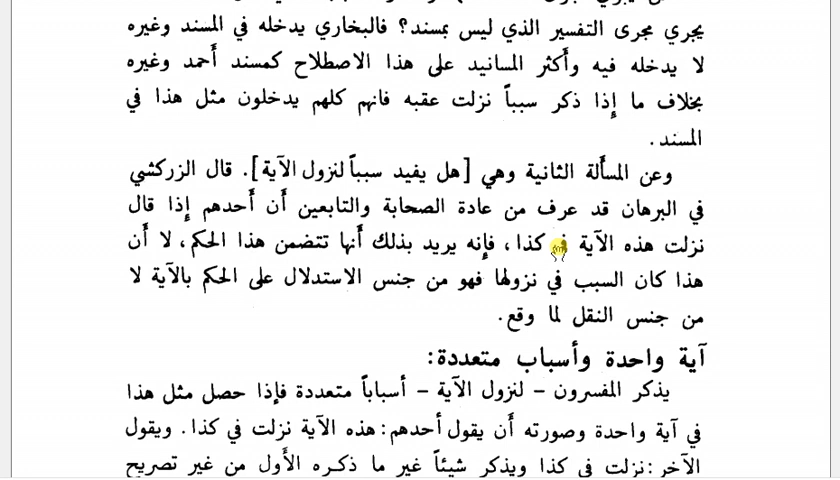 يجري مجرى التفسير الذي ليس بمسند؟ فالبخاري يدخله في المسند وغيره
لا يدخله فيه وأكثر المسانيد على هذا الاصطلاح كمسند أحمد وغيره
بخلاف ما إذا ذكر سبباً نزلت عقبه فانهم كلهم يدخلون مثل هذا في
المسند.
وعن المسألة الثانية وهي [هل يفيد سبباً لنزول الآية]. قال الزركشي
في البرهان قد عرف من عادة الصحابة والتابعين أن أحدهم إذا قال
نزلت هذه الآية في كذا، فإنه يريد بذلك أنها تتضمن هذا الحكم، لا أن
هذا كان السبب في نزولها فهو من جنس الاستدلال على الحكم بالآية لا
من جنس النقل لما وقع.
آية واحدة وأسباب متعددة:
يذكر المفسرون - لنزول الآية - أسباباً متعددة فإذا حصل مثل هذا
في آية واحدة وصورته أن يقول أحدهم: هذه الآية نزلت في كذا. ويقول
الآخر: نزلت في كذا ويذكر شيئاً غير ما ذكره الأول من غير تصريح